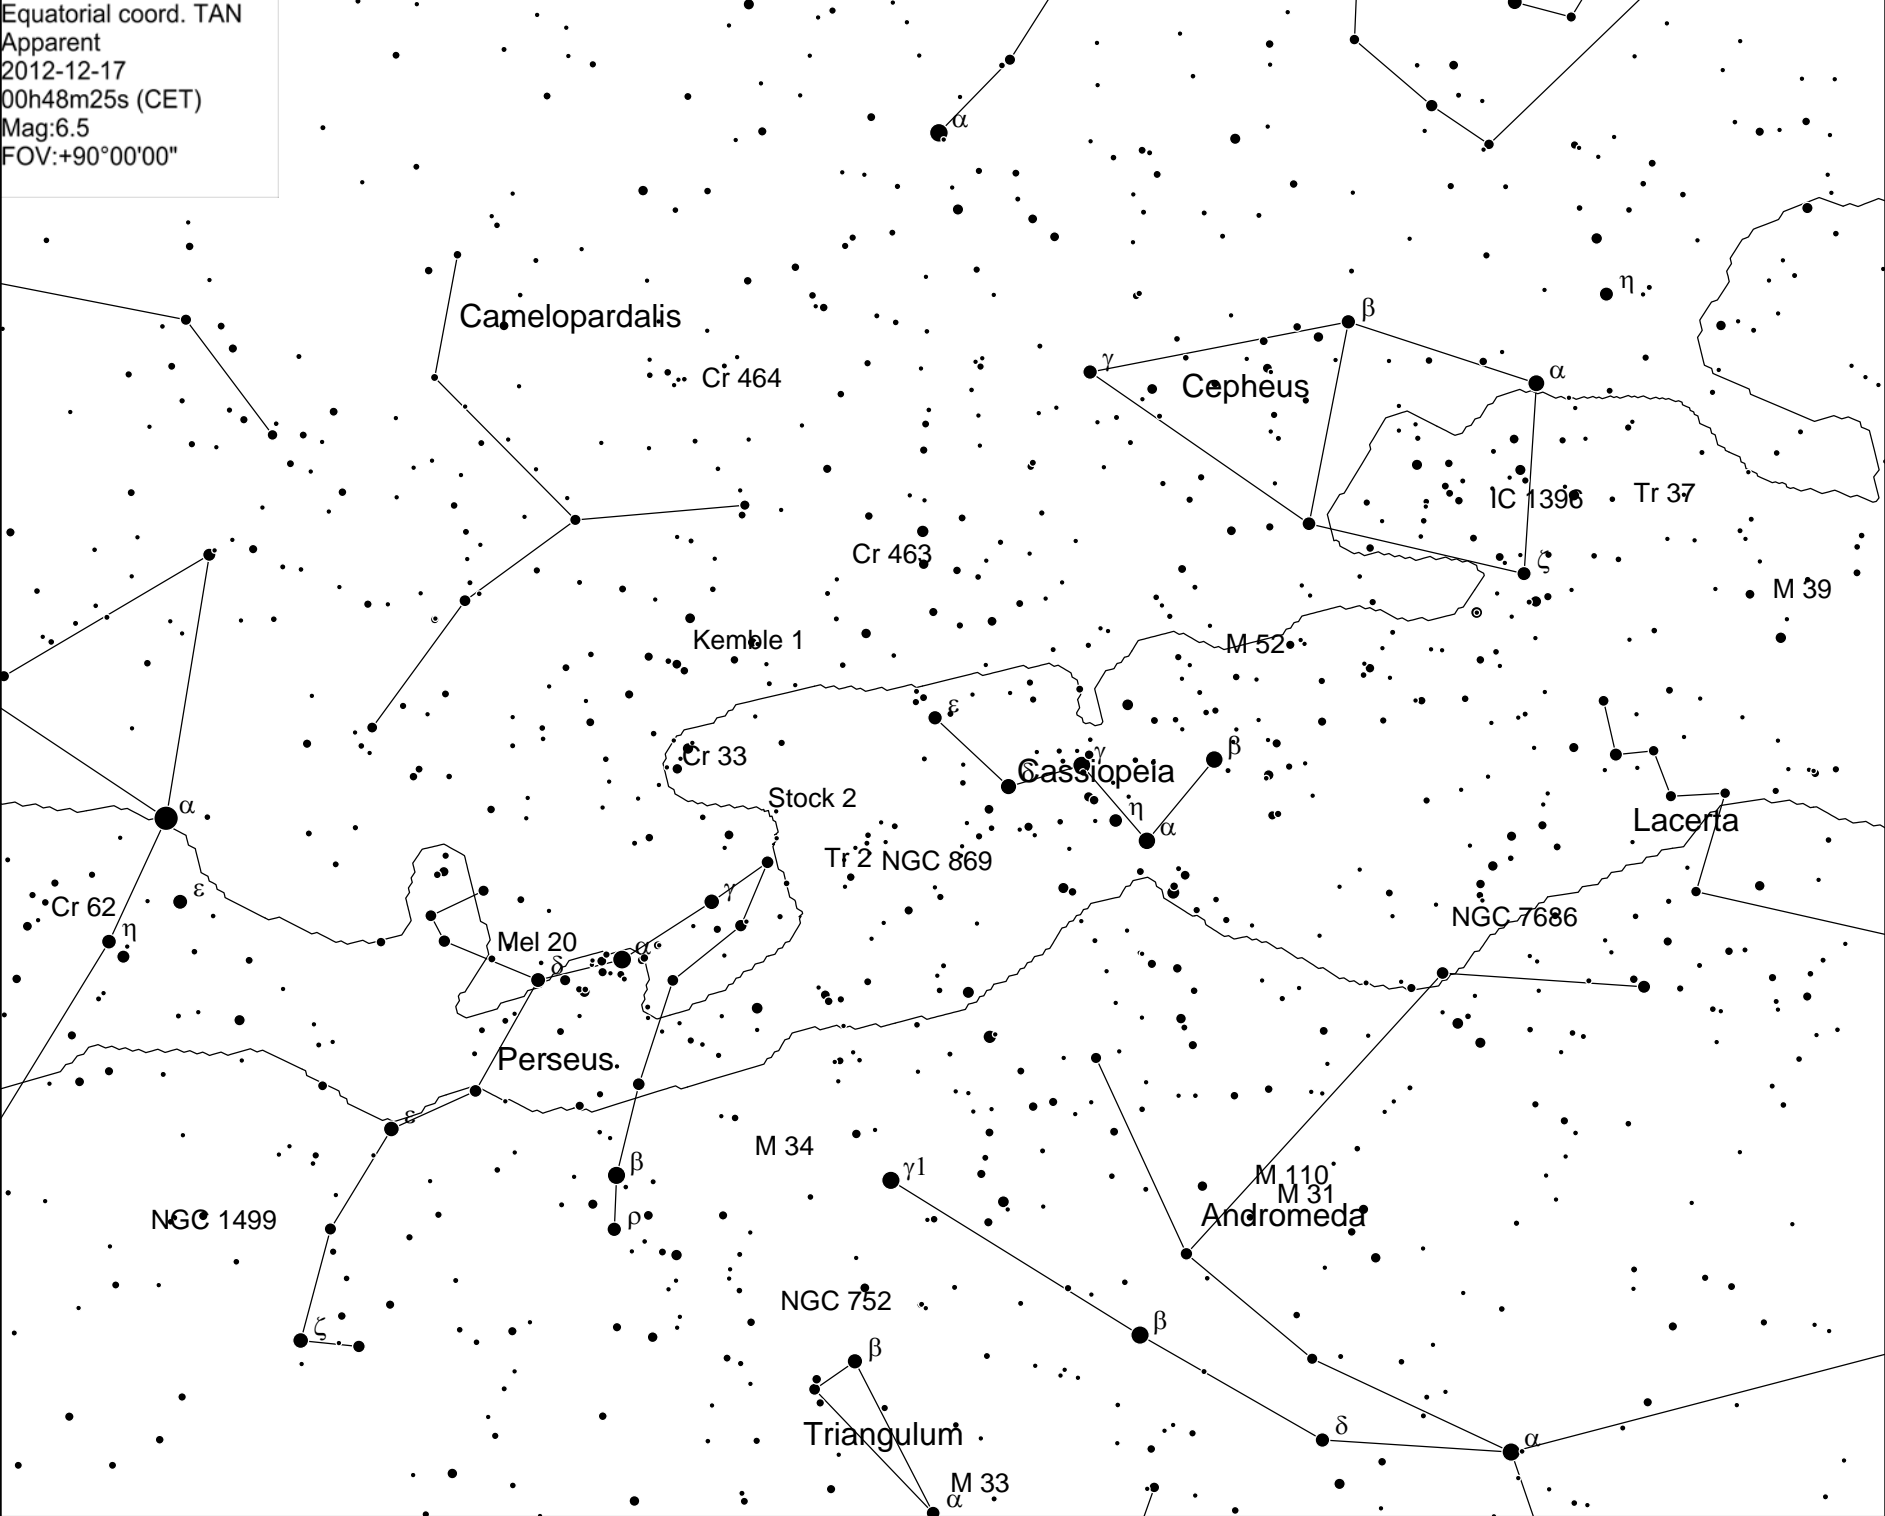 Equatorial coord. TAN
Apparent
2012-12-17
00h48m25s (CET)
Mag:6.5
FOV:+90°00'00"
α
η
Camelopardalis
β
γ
Cepheus
α
Cr 464
IC 1396
Tr 37
Cr 463
ζ
M 39
Kemble 1
M 52
ε
Cr 33
γ
β
δ
Cassiopeia
Stock 2
α
η
α
Lacerta
Tr 2
NGC 869
ε
Cr 62
γ
NGC 7686
η
Mel 20
α
δ
Perseus
ε
M 34
β
γ1
M 110
M 31
Andromeda
NGC 1499
ρ
NGC 752
ζ
β
β
δ
α
Triangulum
M 33
α